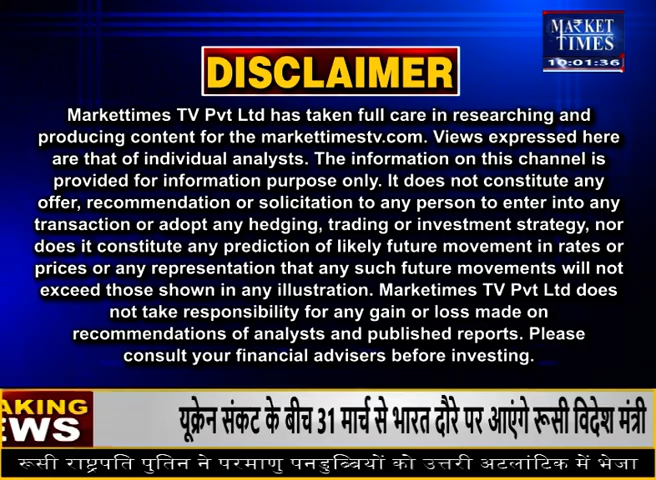 MARKET
TIMES
10:01:36
DISCLAIMER
Markettimes TV Pvt Ltd has taken full care in researching and
producing content for the markettimestv.com. Views expressed here
are that of individual analysts. The information on this channel is
provided for information purpose only. It does not constitute any
offer, recommendation or solicitation to any person to enter into any
transaction or adopt any hedging, trading or investment strategy, nor
does it constitute any prediction of likely future movement in rates or
prices or any representation that any such future movements will not
exceed those shown in any illustration. Marketimes TV Pvt Ltd does
not take responsibility for any gain or loss made on
recommendations of analysts and published reports. Please
consult your financial advisers before investing.
AKING
EWS
यूक्रेन संकट के बीच 31 मार्च से भारत दौरे पर आएंगे रूसी विदेश मंत्री
रूसी राष्ट्रपति पुतिन ने परमाणु पनडुब्बियों को उत्तरी अटलांटिक में भेजा